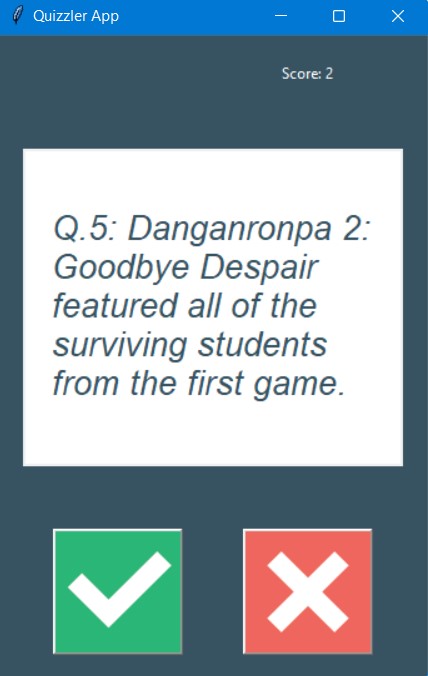 Quizzler App
Score: 2
Q.5: Danganronpa 2:
Goodbye Despair
featured all of the
surviving students
from the first game.